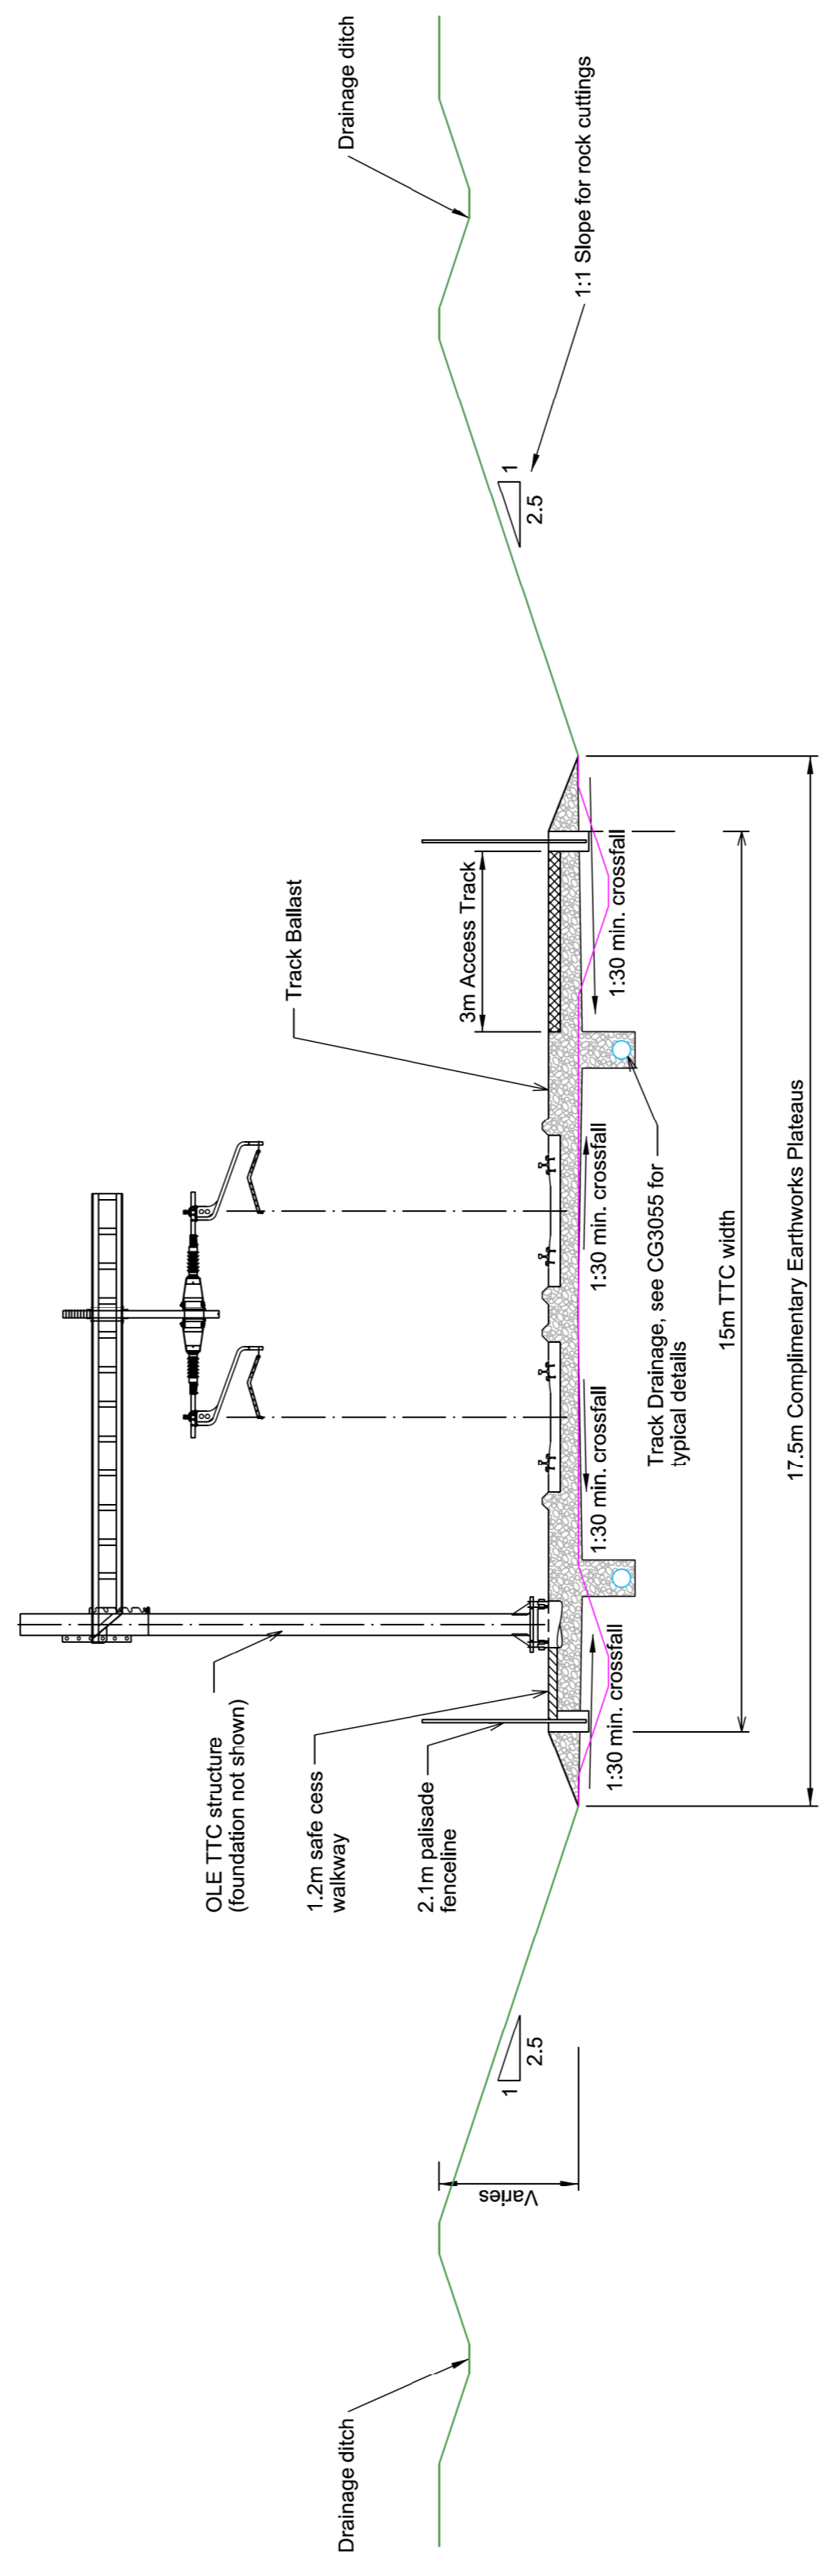 Drainage ditch
Drainage ditch
1:1 Slope for rock cuttings
1
2.5
1
2.5
Varies
OLE TTC structure
(foundation not shown)
1.2m safe cess
walkway
2.1m palisade
fenceline
Track Ballast
3m Access Track
1:30 min. crossfall
1:30 min. crossfall
1:30 min. crossfall
1:30 min. crossfall
Track Drainage, see CG3055 for
typical details
15m TTC width
17.5m Complimentary Earthworks Plateaus